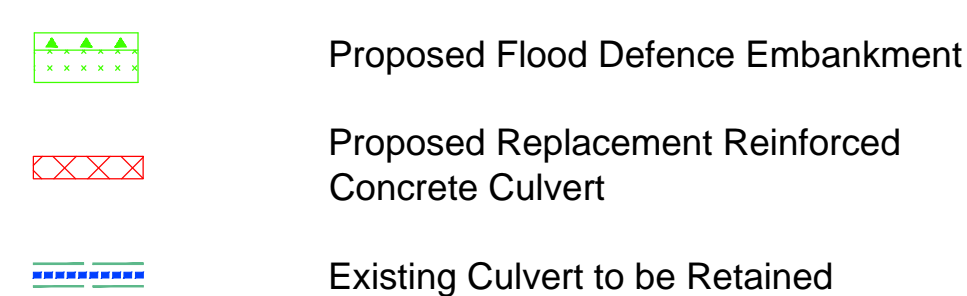 Proposed Flood Defence Embankment
Proposed Replacement Reinforced
Concrete Culvert
Existing Culvert to be Retained